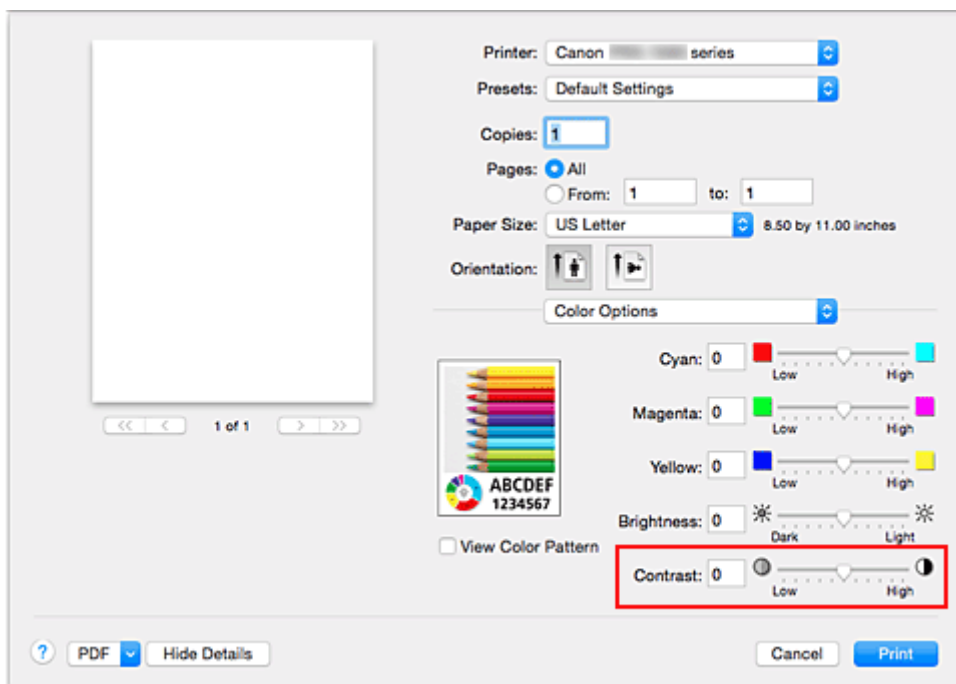 Printer: Canon series
Presets: Default Settings
Copies: 1
Pages: All
From: 1 to: 1
Paper Size: US Letter 8.50 by 11.00 inches
Orientation:
Color Options
Cyan: 0
Low High
Magenta: 0
Low High
Yellow: 0
Low High
Brightness: 0
Dark Light
Contrast: 0
Low High
<< < 1 of 1 > >>
ABCDEF
1234567
View Color Pattern
? PDF Hide Details Cancel Print